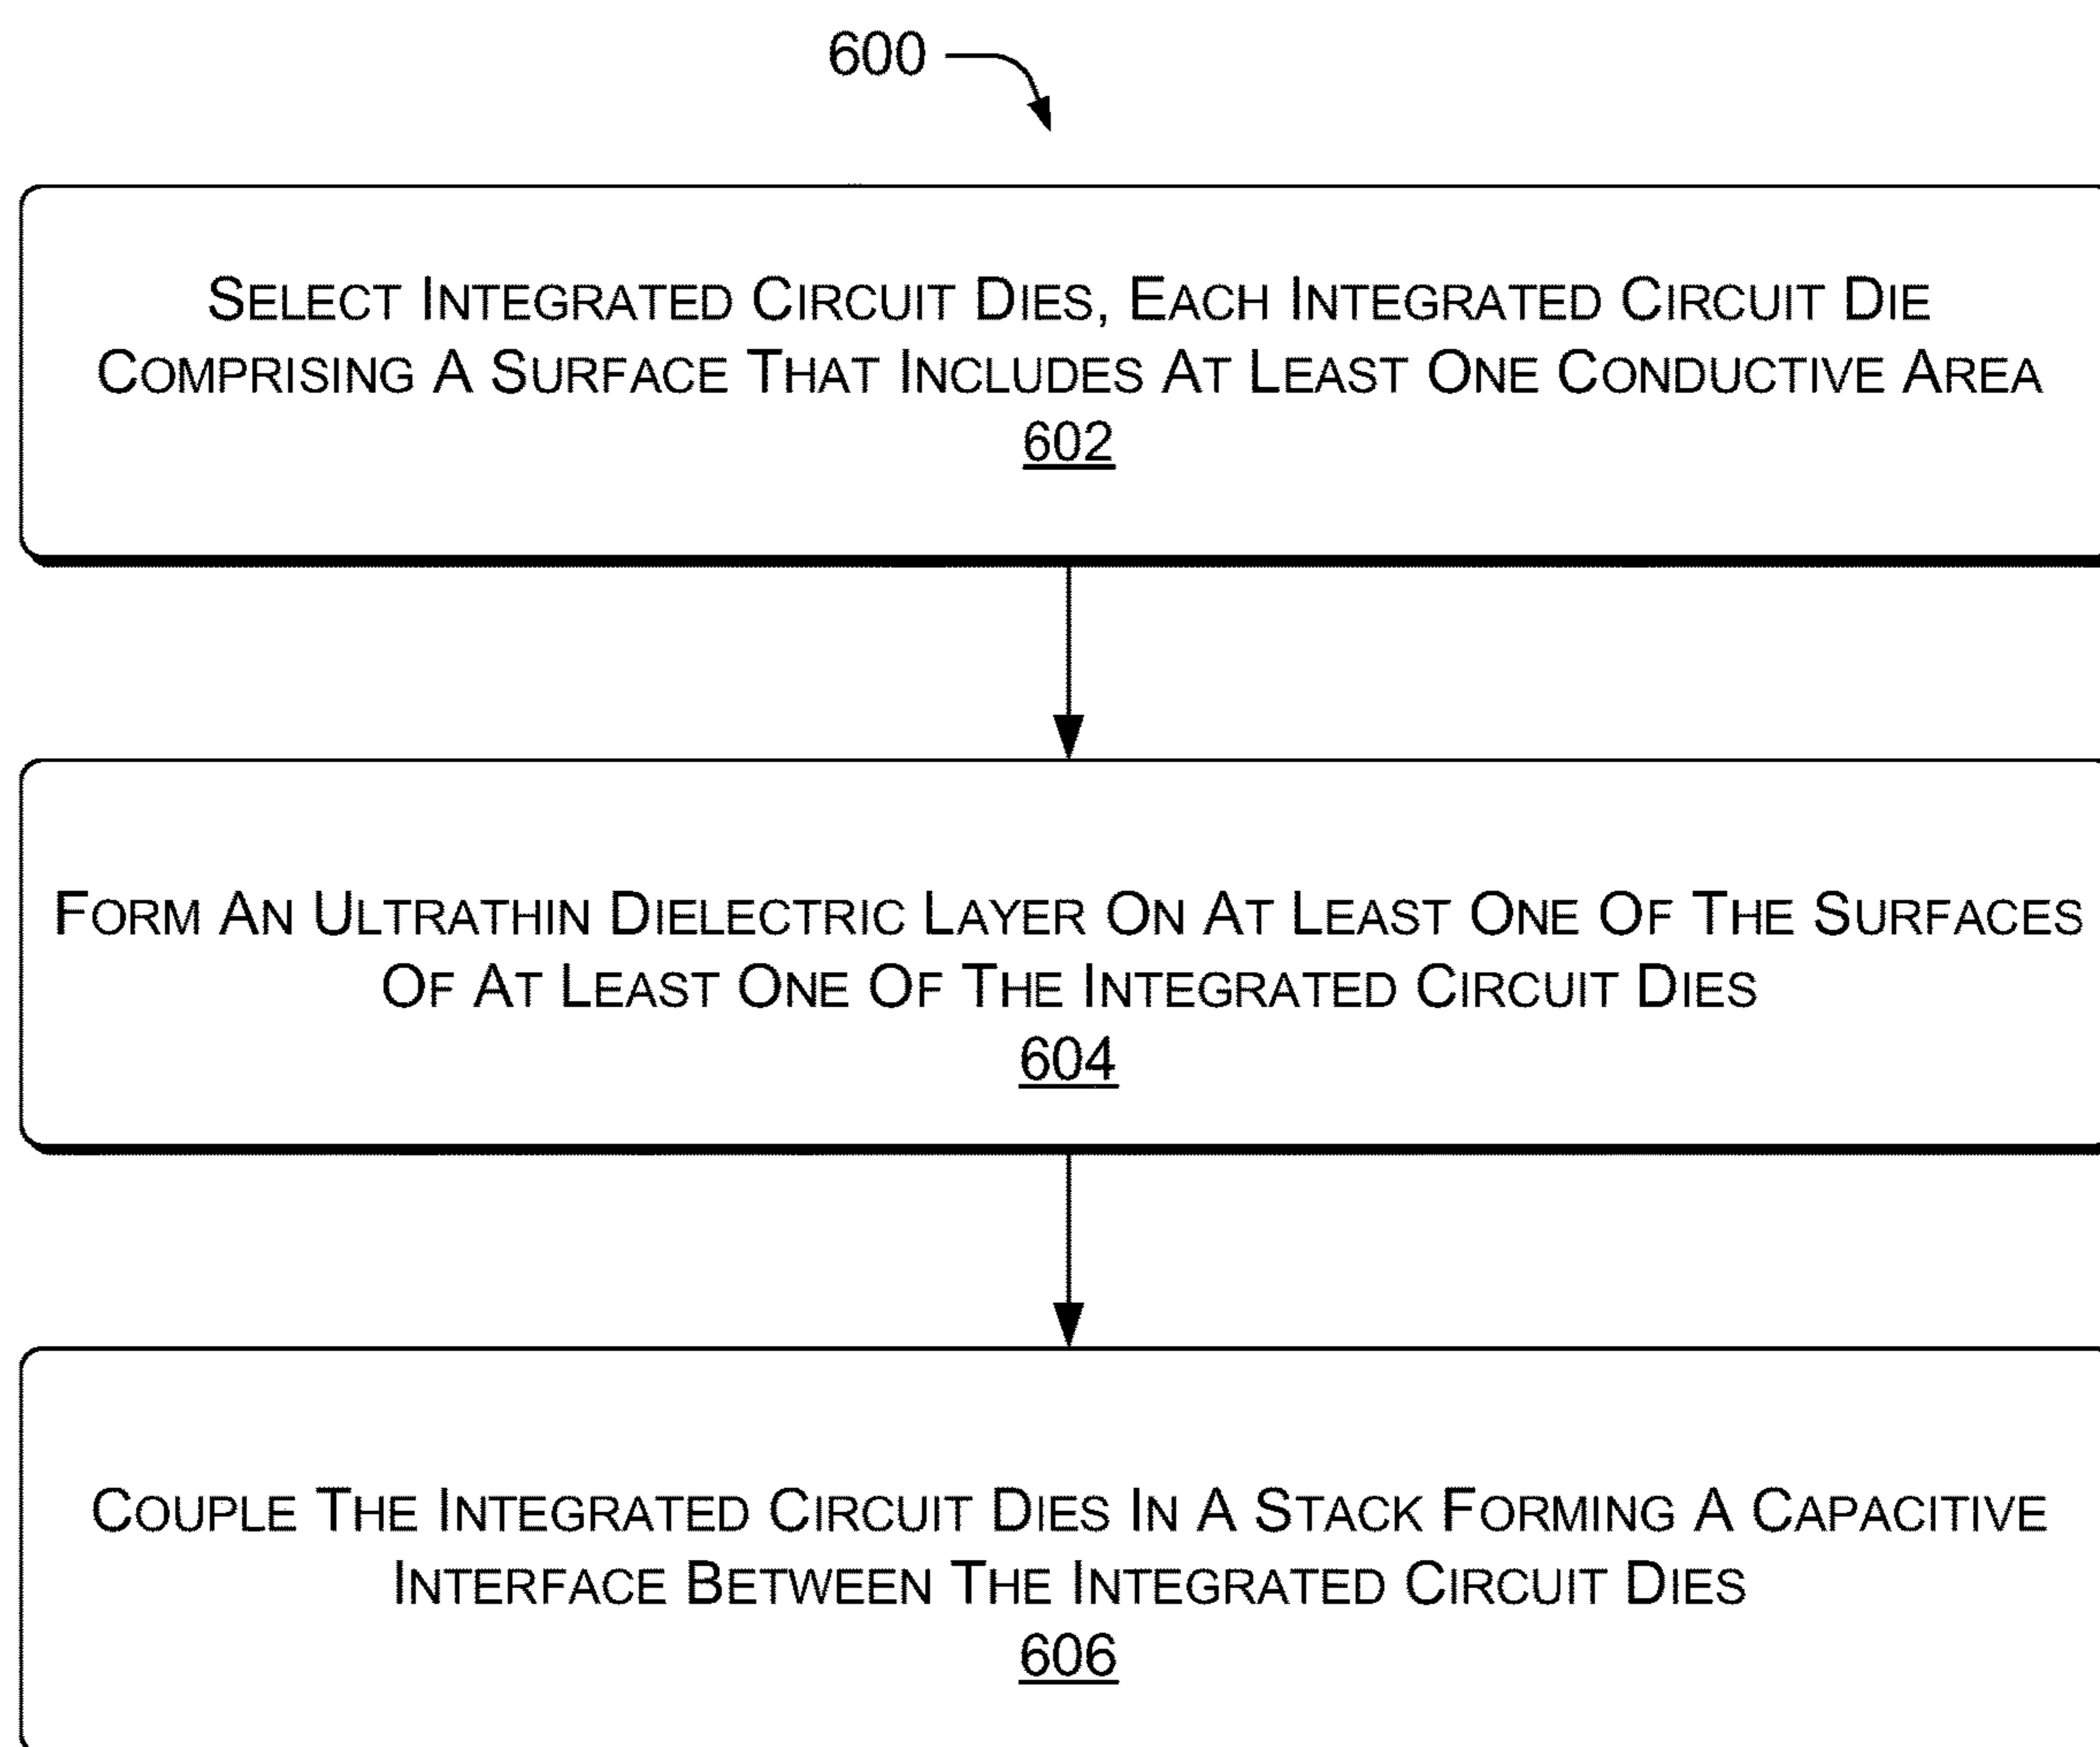 600
SELECT INTEGRATED CIRCUIT DIES, EACH INTEGRATED CIRCUIT DIE
COMPRISING A SURFACE THAT INCLUDES AT LEAST ONE CONDUCTIVE AREA
602
FORM AN ULTRATHIN DIELECTRIC LAYER ON AT LEAST ONE OF THE SURFACES
OF AT LEAST ONE OF THE INTEGRATED CIRCUIT DIES
604
COUPLE THE INTEGRATED CIRCUIT DIES IN A STACK FORMING A CAPACITIVE
INTERFACE BETWEEN THE INTEGRATED CIRCUIT DIES
606